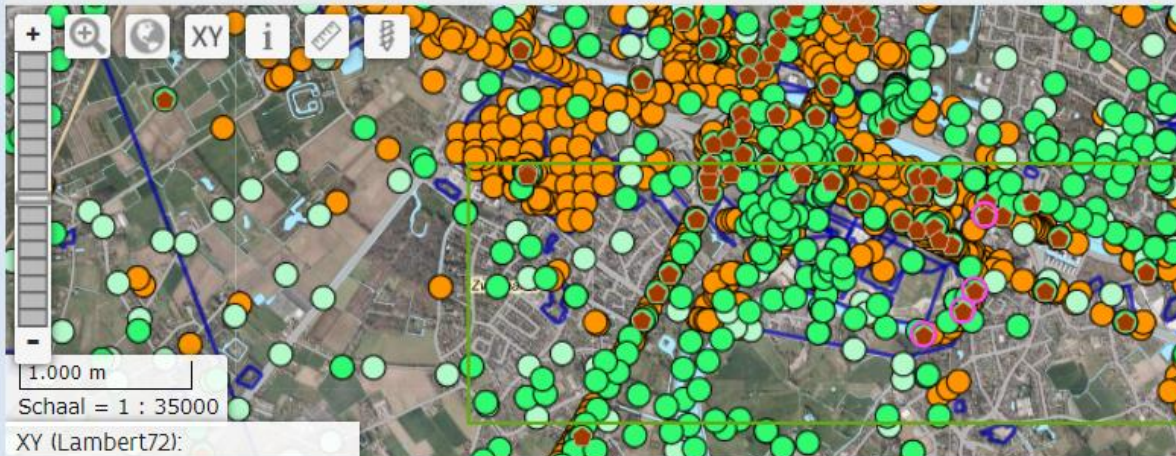 +
XY
i
-
1.000 m
Schaal = 1 : 35000
XY (Lambert72):